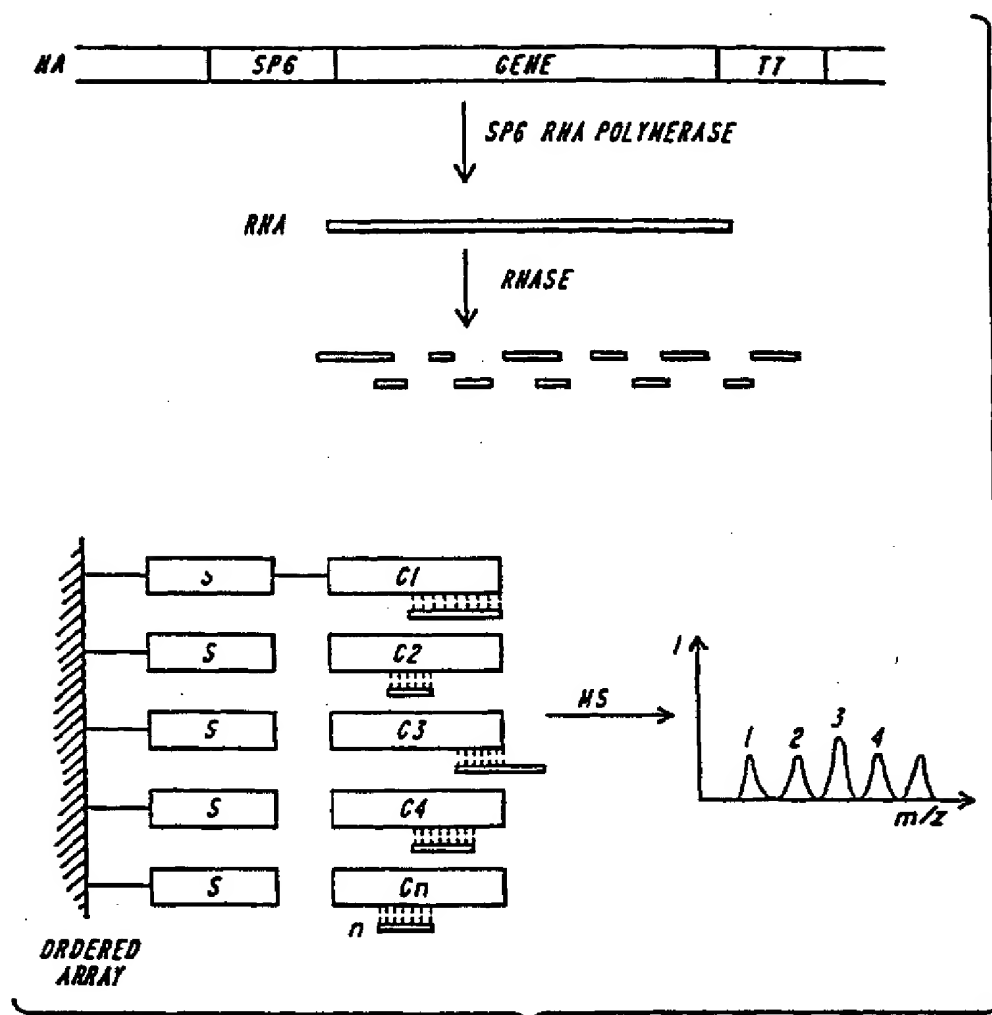 NA SP6 GENE T7
SP6 RNA POLYMERASE
RNA
RNASE
S C1
S C2
S C3
S C4
S Cn
n
ORDERED
ARRAY
MS
I
1 2 3 4
m/z